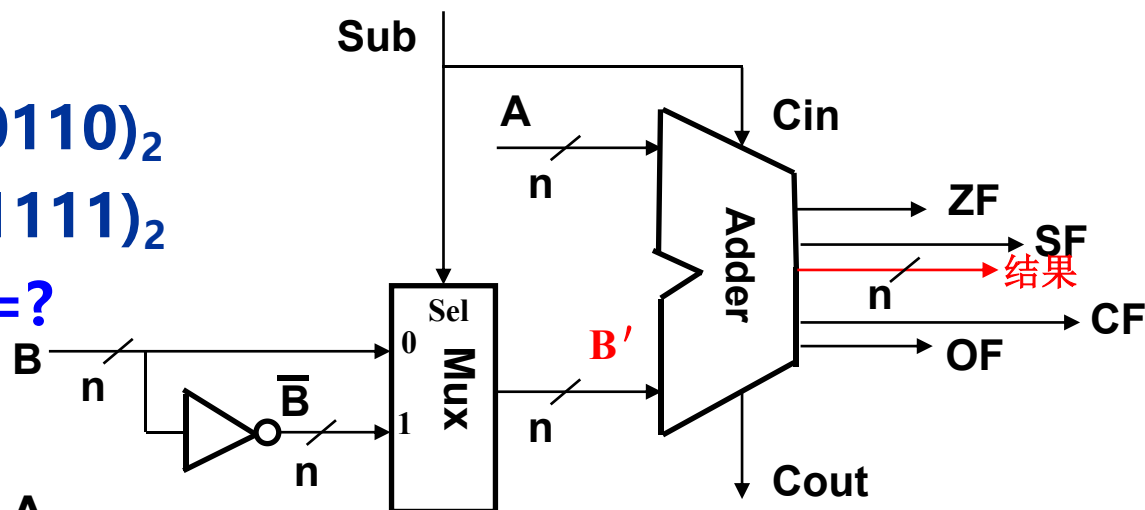 Sub
0110)₂
A
Cin
n
1111)₂
ZF
Adder
SF
=?
结果
n
Sel
CF
B
0
B′
OF
n
Mux
B̅
1
n
n
Cout